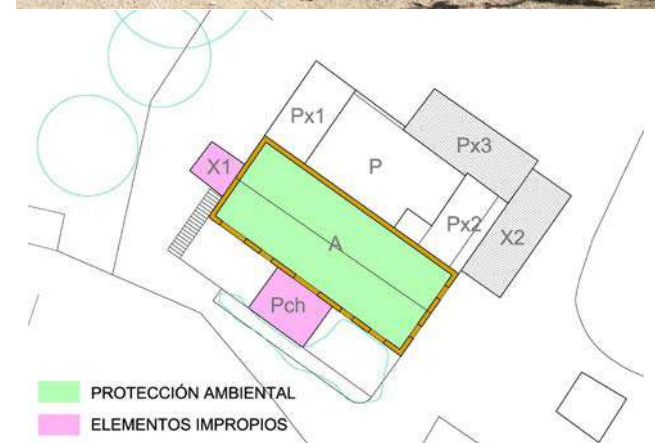 Px1
Px3
X1
P
Px2
X2
A
Pch
PROTECCIÓN AMBIENTAL
ELEMENTOS IMPROPIOS